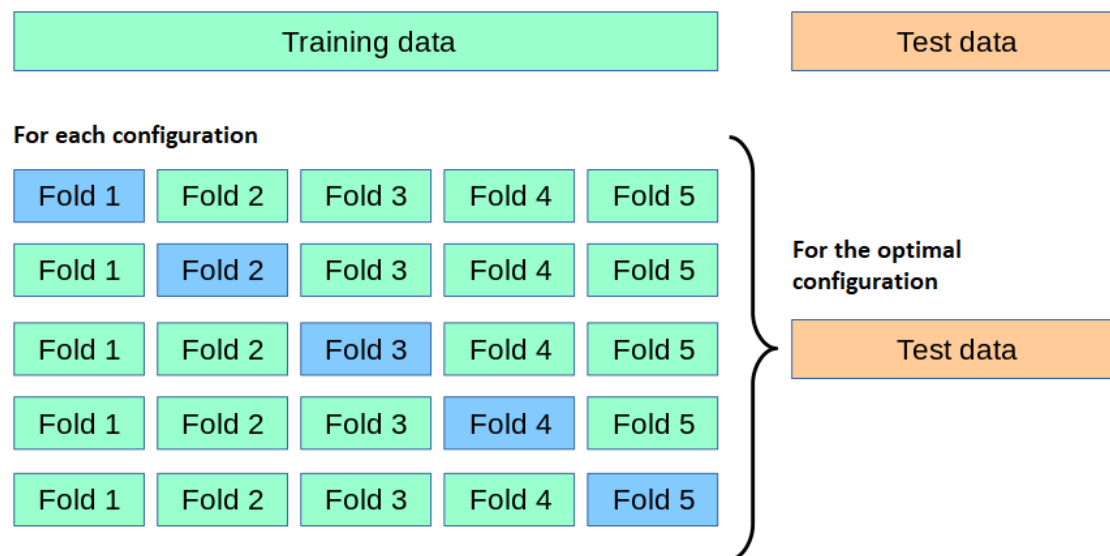 Training data
Test data
For each configuration
Fold 1 Fold 2 Fold 3 Fold 4 Fold 5
Fold 1 Fold 2 Fold 3 Fold 4 Fold 5
Fold 1 Fold 2 Fold 3 Fold 4 Fold 5
Fold 1 Fold 2 Fold 3 Fold 4 Fold 5
Fold 1 Fold 2 Fold 3 Fold 4 Fold 5
For the optimal
configuration
Test data